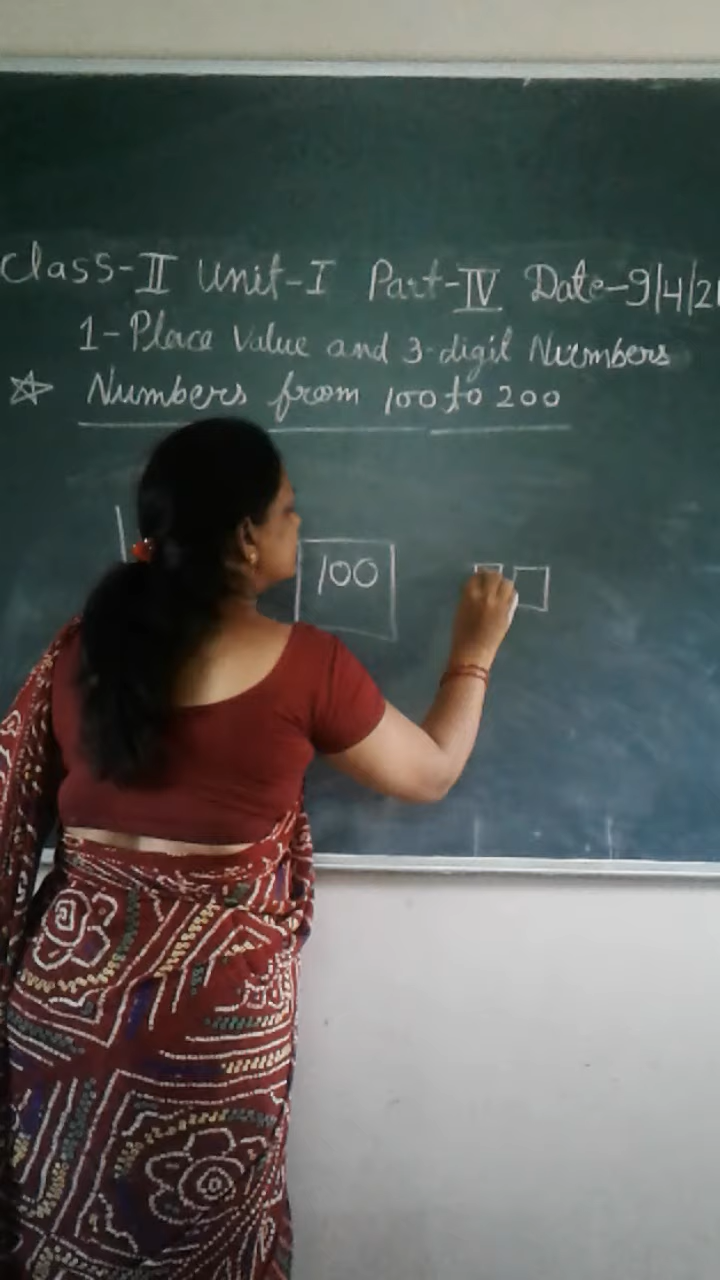 Class-II Unit-I Part-IV Date-9/4/21
1-Place Value and 3-digit Numbers
☆ Numbers from 100 to 200
100